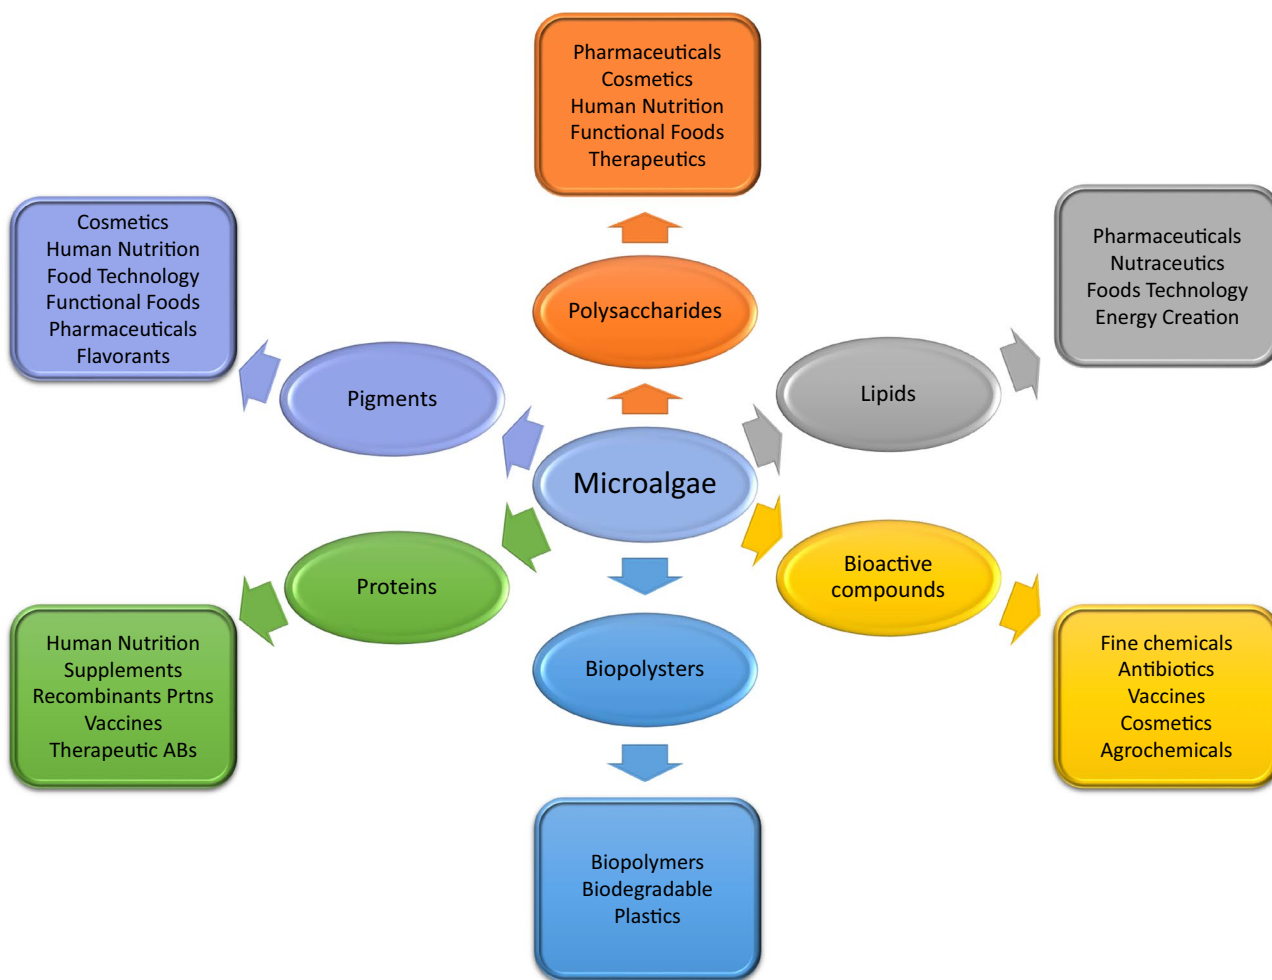 Pharmaceuticals
Cosmetics
Human Nutrition
Functional Foods
Therapeutics
Cosmetics
Human Nutrition
Food Technology
Functional Foods
Pharmaceuticals
Flavorants
Pharmaceuticals
Nutraceutics
Foods Technology
Energy Creation
Polysaccharides
Pigments
Lipids
Microalgae
Proteins
Bioactive
compounds
Biopolysters
Human Nutrition
Supplements
Recombinants Prtns
Vaccines
Therapeutic ABs
Fine chemicals
Antibiotics
Vaccines
Cosmetics
Agrochemicals
Biopolymers
Biodegradable
Plastics